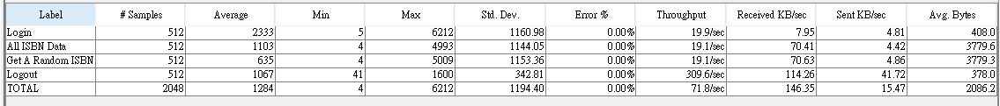 Label # Samples Average Min Max Std. Dev. Error % Throughput Received KB/sec Sent KB/sec Avg. Bytes
Login 512 2333 5 6212 1160.98 0.00% 19.9/sec 7.95 4.81 408.0
All ISBN Data 512 1103 4 4993 1144.05 0.00% 19.1/sec 70.41 4.42 3779.6
Get A Random ISBN 512 635 4 5009 1153.36 0.00% 19.1/sec 70.63 4.86 3779.3
Logout 512 1067 41 1600 342.81 0.00% 309.6/sec 114.26 41.72 378.0
TOTAL 2048 1284 4 6212 1194.40 0.00% 71.8/sec 146.35 15.47 2086.2